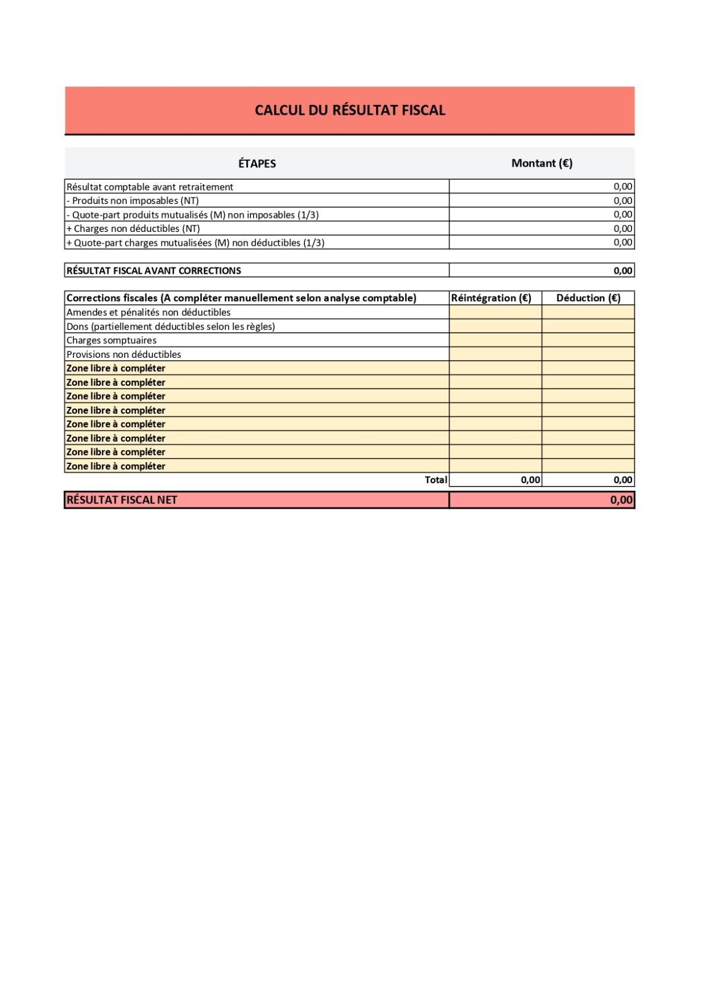 CALCUL DU RÉSULTAT FISCAL
ÉTAPES Montant (€)
Résultat comptable avant retraitement 0,00
- Produits non imposables (NT) 0,00
- Quote-part produits mutualisés (M) non imposables (1/3) 0,00
+ Charges non déductibles (NT) 0,00
+ Quote-part charges mutualisées (M) non déductibles (1/3) 0,00
RÉSULTAT FISCAL AVANT CORRECTIONS 0,00
Corrections fiscales (A compléter manuellement selon analyse comptable) Réintégration (€) Déduction (€)
Amendes et pénalités non déductibles
Dons (partiellement déductibles selon les règles)
Charges somptuaires
Provisions non déductibles
Zone libre à compléter
Zone libre à compléter
Zone libre à compléter
Zone libre à compléter
Zone libre à compléter
Zone libre à compléter
Zone libre à compléter
Zone libre à compléter
Total 0,00 0,00
RÉSULTAT FISCAL NET 0,00